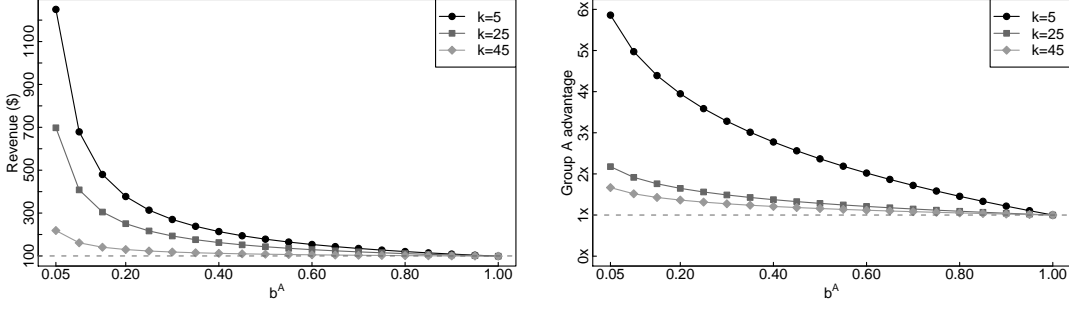 Revenue ($)
1100
900
700
500
300
100
0.05 0.20 0.40 0.60 0.80 1.00
b^A
k=5
k=25
k=45
Group A advantage
6x
5x
4x
3x
2x
1x
0x
0.05 0.20 0.40 0.60 0.80 1.00
b^A
k=5
k=25
k=45